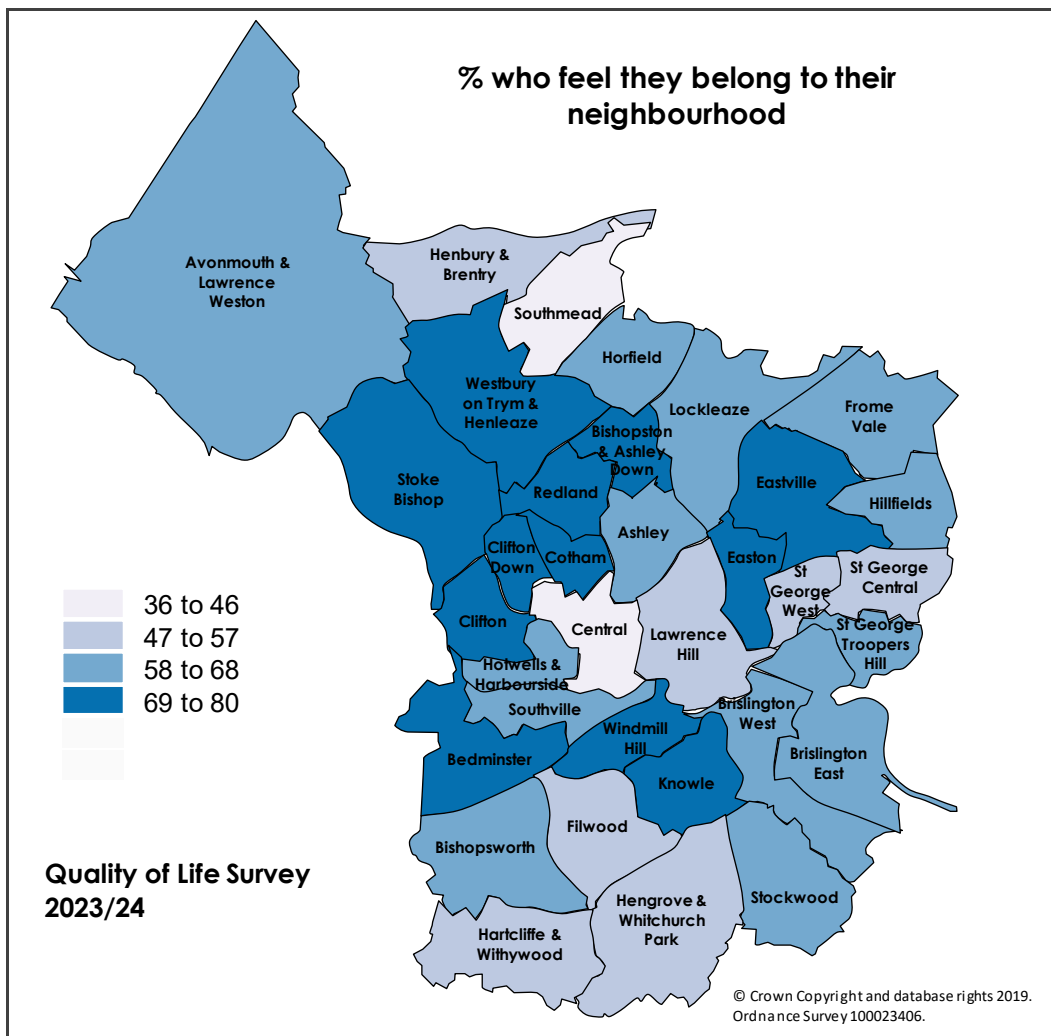 % who feel they belong to their
neighbourhood
Avonmouth &
Lawrence
Weston
Henbury &
Brentry
Southmead
Horfield
Westbury
on Trym &
Henleaze
Lockleaze
Frome
Vale
Bishopston
& Ashley
Down
Stoke
Bishop
Redland
Eastville
Hillfields
Ashley
Clifton
Down
Cotham
Easton
St
George
West
St George
Central
36 to 46
47 to 57
58 to 68
69 to 80
Clifton
Central
Lawrence
Hill
St George
Troopers
Hill
Hotwells &
Harbourside
Southville
Brislington
West
Windmill
Hill
Bedminster
Knowle
Brislington
East
Filwood
Bishopsworth
Quality of Life Survey
2023/24
Stockwood
Hengrove &
Whitchurch
Park
Hartcliffe &
Withywood
© Crown Copyright and database rights 2019.
Ordnance Survey 100023406.